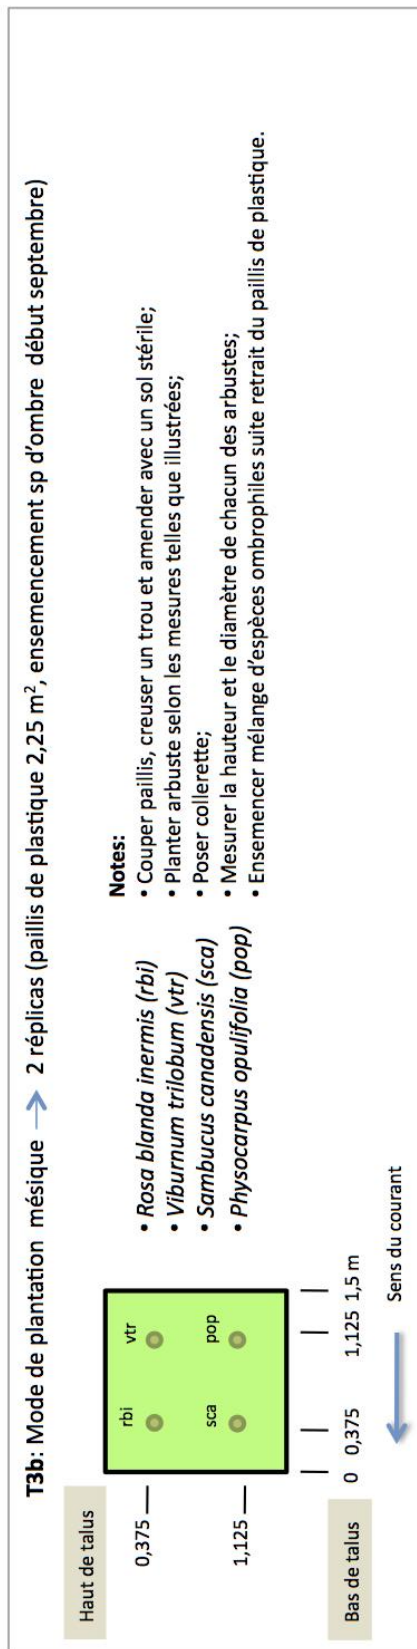 T3b: Mode de plantation mésique → 2 réplicas (paillis de plastique 2,25 m², ensemencement sp d'ombre début septembre)
Haut de talus
0,375
1,125
rbi
vtr
sca
pop
0
0,375
1,125
1,5 m
Bas de talus
Sens du courant
• Rosa blanda inermis (rbi)
• Viburnum trilobum (vtr)
• Sambucus canadensis (sca)
• Physocarpus opulifolia (pop)
Notes:
• Couper paillis, creuser un trou et amender avec un sol stérile;
• Planter arbuste selon les mesures telles que illustrées;
• Poser collerette;
• Mesurer la hauteur et le diamètre de chacun des arbustes;
• Ensemencer mélange d'espèces ombrophiles suite retrait du paillis de plastique.